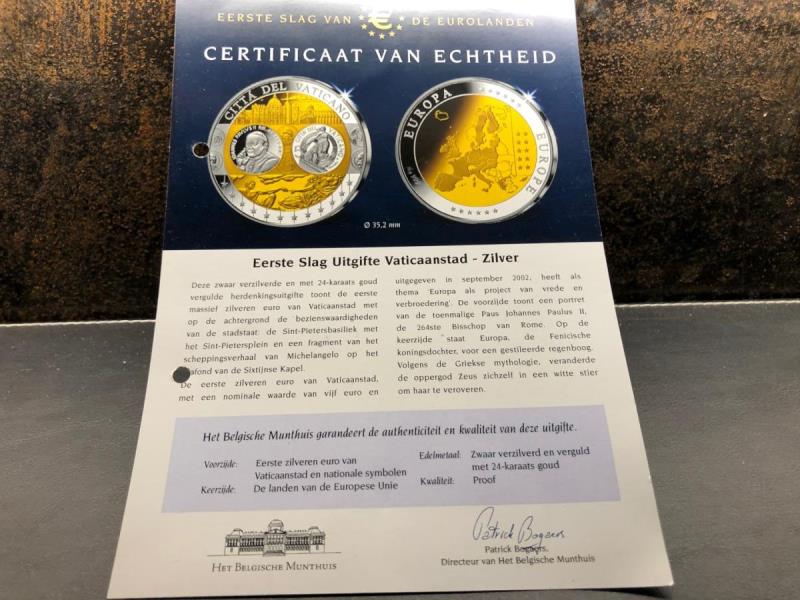 EERSTE SLAG VAN € DE EUROLANDEN
CERTIFICAAT VAN ECHTHEID
CITTÀ DEL VATICANO
EUROPA
EUROPE
Ø 35,2 mm
Eerste Slag Uitgifte Vaticaanstad - Zilver
Deze zwaar verzilverde en met 24-karaats goud
vergulde herdenkingsuitgifte toont de eerste
massief zilveren euro van Vaticaanstad met
op de achtergrond de bezienswaardigheden
van de stadstaat: de Sint-Pietersbasiliek met
het Sint-Pietersplein en een fragment van het
scheppingsverhaal van Michelangelo op het
afond van de Sixtijnse Kapel.
De eerste zilveren euro van Vaticaanstad,
met een nominale waarde van vijf euro en
uitgegeven in september 2002, heeft als
thema 'Europa als project van vrede en
verbroedering'. De voorzijde toont een portret
van de toenmalige Paus Johannes Paulus II,
de 264ste Bisschop van Rome. Op de
keerzijde staat Europa, de Fenicische
koningsdochter, voor een gestileerde regenboog.
Volgens de Griekse mythologie, veranderde
de oppergod Zeus zichzelf in een witte stier
om haar te veroveren.
Het Belgische Munthuis garandeert de authenticiteit en kwaliteit van deze uitgifte.
Voorzijde: Eerste zilveren euro van
Vaticaanstad en nationale symbolen
Keerzijde: De landen van de Europese Unie
Edelmetaal: Zwaar verzilverd en verguld
met 24-karaats goud
Kwaliteit: Proof
HET BELGISCHE MUNTHUIS
Patrick Bogaers
Patrick Bogaers,
Directeur van Het Belgische Munthuis